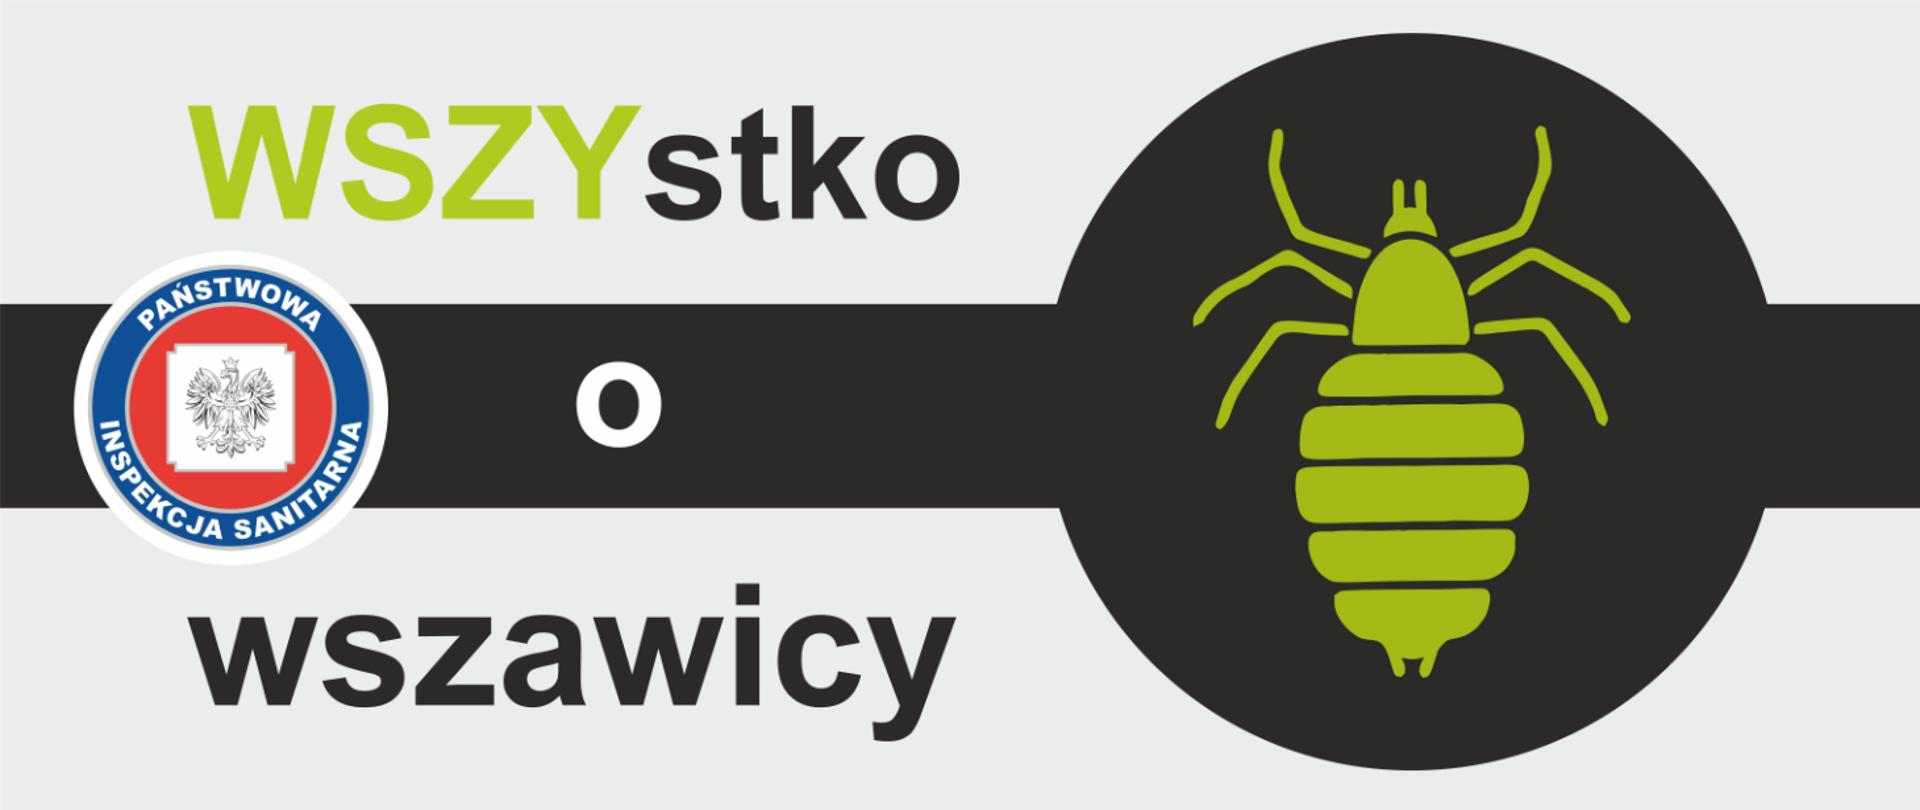 WSZYstko
PAŃSTWOWA
INSPEKCJA SANITARNA
o
wszawicy